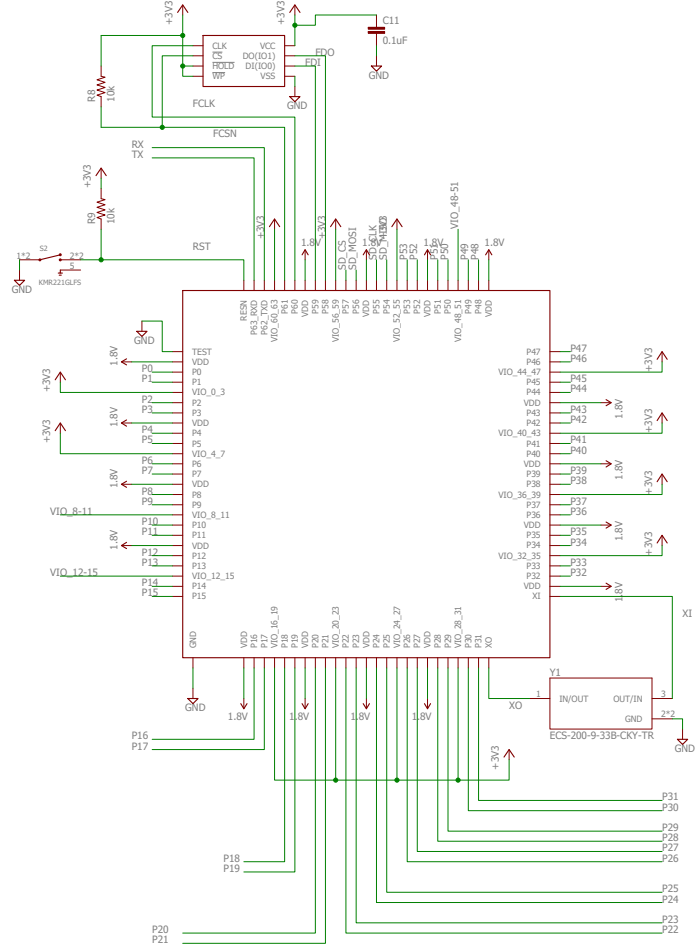 +3V3
+3V3
C11
0.1uF
GND
CLK
CS
HOLD
WP
VCC
DO(IO1)
DI(IO0)
VSS
FDO
FDI
GND
R8
10k
FCLK
FCSN
RX
TX
+3V3
R9
10k
RST
S2
1*2
2*2
5
KMR221GLFS
GND
+3V3
1.8V
+3V3
SD_CS
SD_MOSI
1.8V
SD_CLK
P53
P52
1.8V
P51
P50
VIO_48-51
P49
P48
1.8V
RESN
P63_RXD
P62_TXD
VIO_60_63
P61
P60
VDD
P59
P58
VIO_56_59
P57
P56
VDD
P55
P54
VIO_52_55
P53
P52
VDD
P51
P50
VIO_48_51
P49
P48
VDD
GND
1.8V
P0
P1
+3V3
P2
P3
1.8V
P4
P5
+3V3
P6
P7
1.8V
P8
P9
VIO_8-11
P10
P11
1.8V
P12
P13
VIO_12-15
P14
P15
TEST
VDD
P0
P1
VIO_0_3
P2
P3
VDD
P4
P5
VIO_4_7
P6
P7
VDD
P8
P9
VIO_8_11
P10
P11
VDD
P12
P13
VIO_12_15
P14
P15
P47
P46
VIO_44_47
P45
P44
VDD
P43
P42
VIO_40_43
P41
P40
VDD
P39
P38
VIO_36_39
P37
P36
VDD
P35
P34
VIO_32_35
P33
P32
VDD
XI
P47
P46
+3V3
P45
P44
1.8V
P43
P42
+3V3
P41
P40
1.8V
P39
P38
+3V3
P37
P36
1.8V
P35
P34
+3V3
P33
P32
1.8V
XI
GND
VDD
P16
P17
VIO_16_19
P18
P19
VDD
P20
P21
VIO_20_23
P22
P23
VDD
P24
P25
VIO_24_27
P26
P27
VDD
P28
P29
VIO_28_31
P30
P31
XO
GND
1.8V
1.8V
1.8V
1.8V
XO
Y1
1
IN/OUT
OUT/IN
3
GND
2*2
ECS-200-9-33B-CKY-TR
GND
P16
P17
+3V3
P31
P30
P29
P28
P27
P26
P18
P19
P25
P24
P23
P22
P20
P21